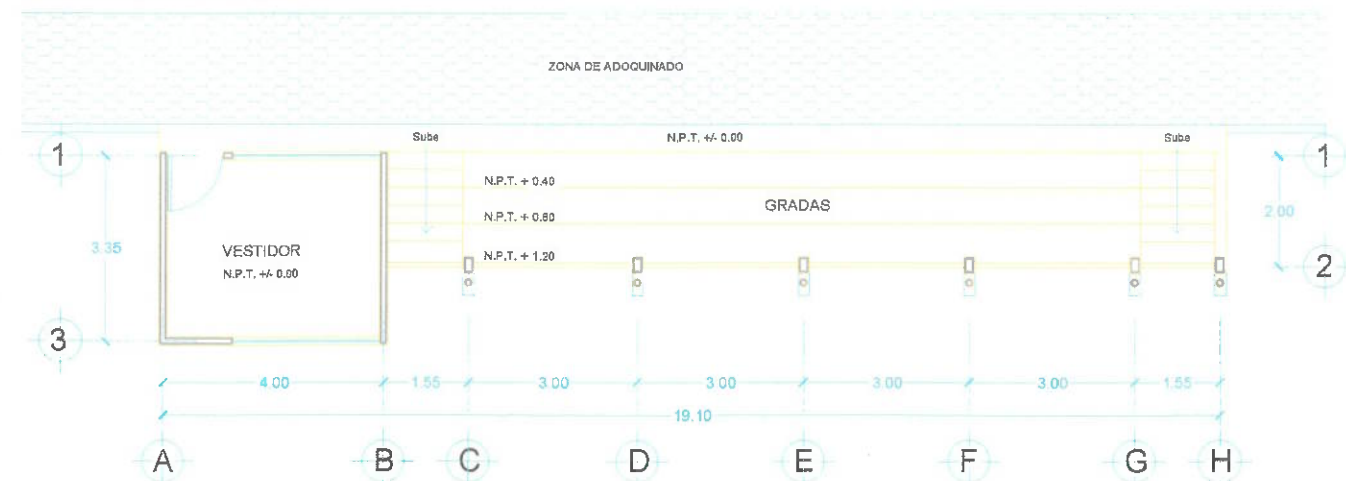 ZONA DE ADOQUINADO
Sube
N.P.T. +/- 0.00
Sube
1
1
N.P.T. + 0.40
GRADAS
N.P.T. + 0.80
2.00
3.35
VESTIDOR
N.P.T. +/- 0.00
N.P.T. + 1.20
2
3
4.00
1.55
3.00
3.00
3.00
3.00
1.55
19.10
A
B
C
D
E
F
G
H